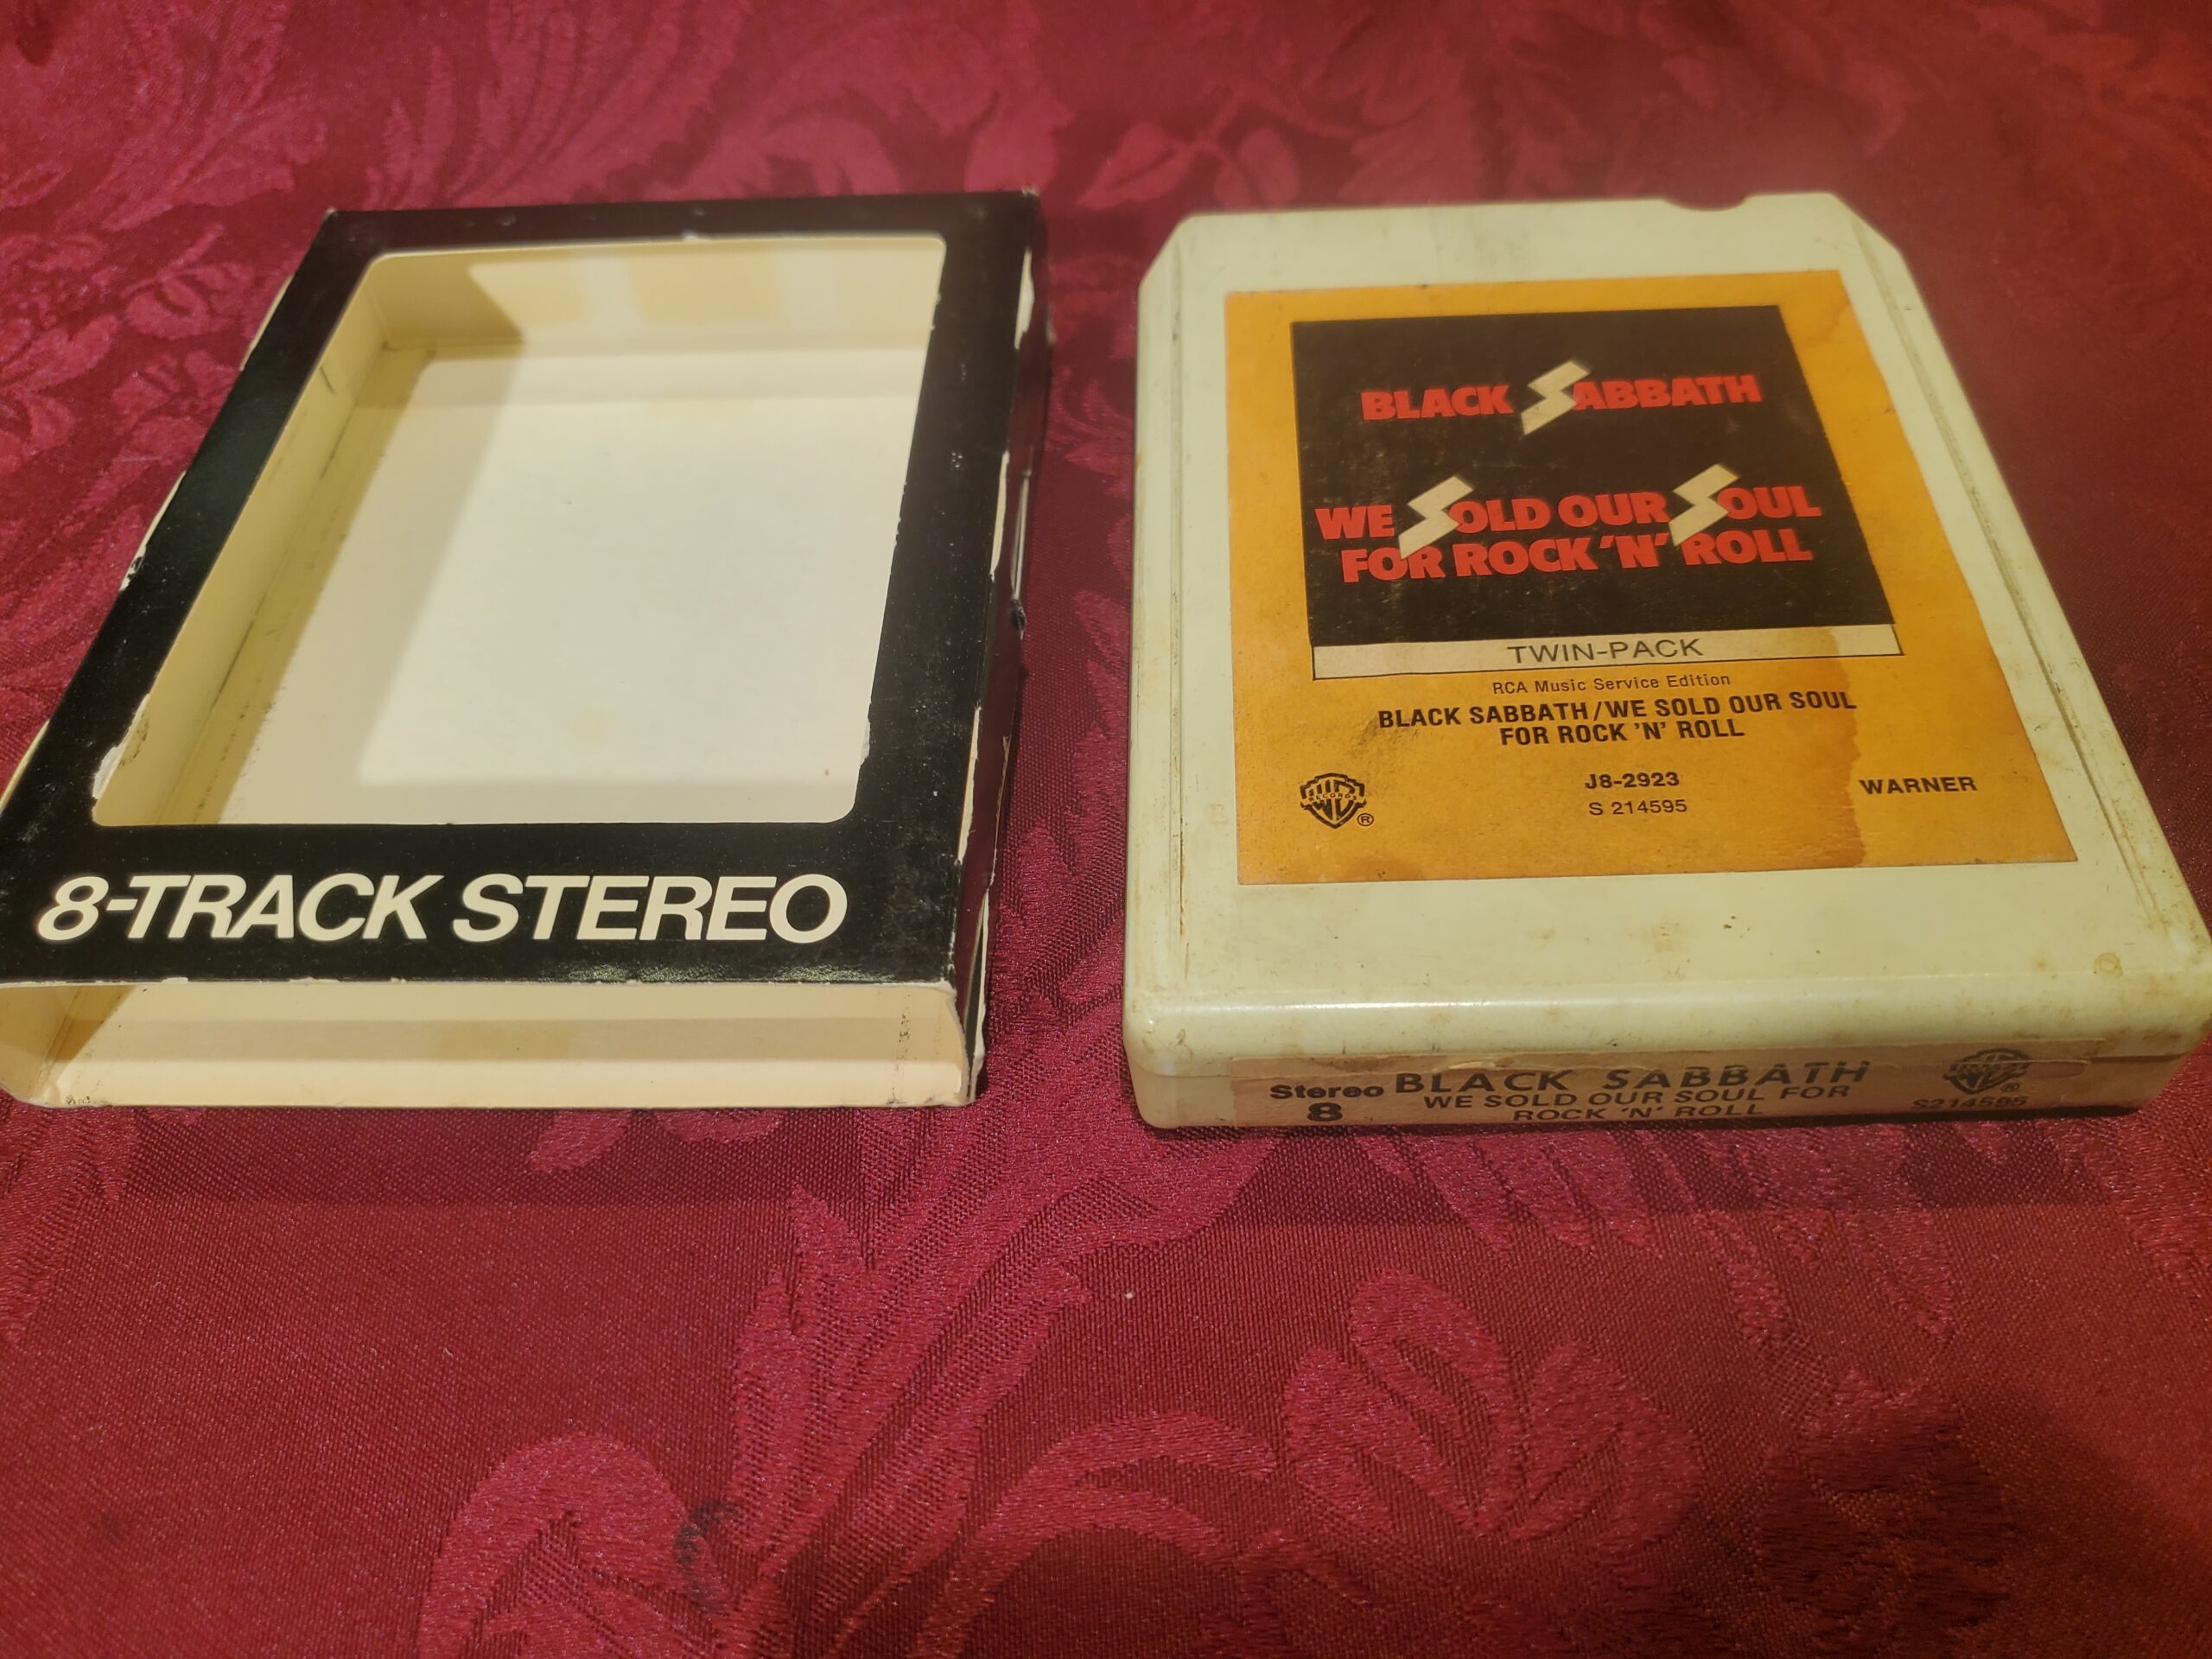 8-TRACK STEREO
BLACK SABBATH
WE SOLD OUR SOUL
FOR ROCK 'N' ROLL
TWIN-PACK
RCA Music Service Edition
BLACK SABBATH/WE SOLD OUR SOUL
FOR ROCK 'N' ROLL
J8-2923
S 214595
WARNER
W RECORDS ®
Stereo
8
BLACK SABBATH
WE SOLD OUR SOUL FOR
ROCK 'N' ROLL
®
S214595